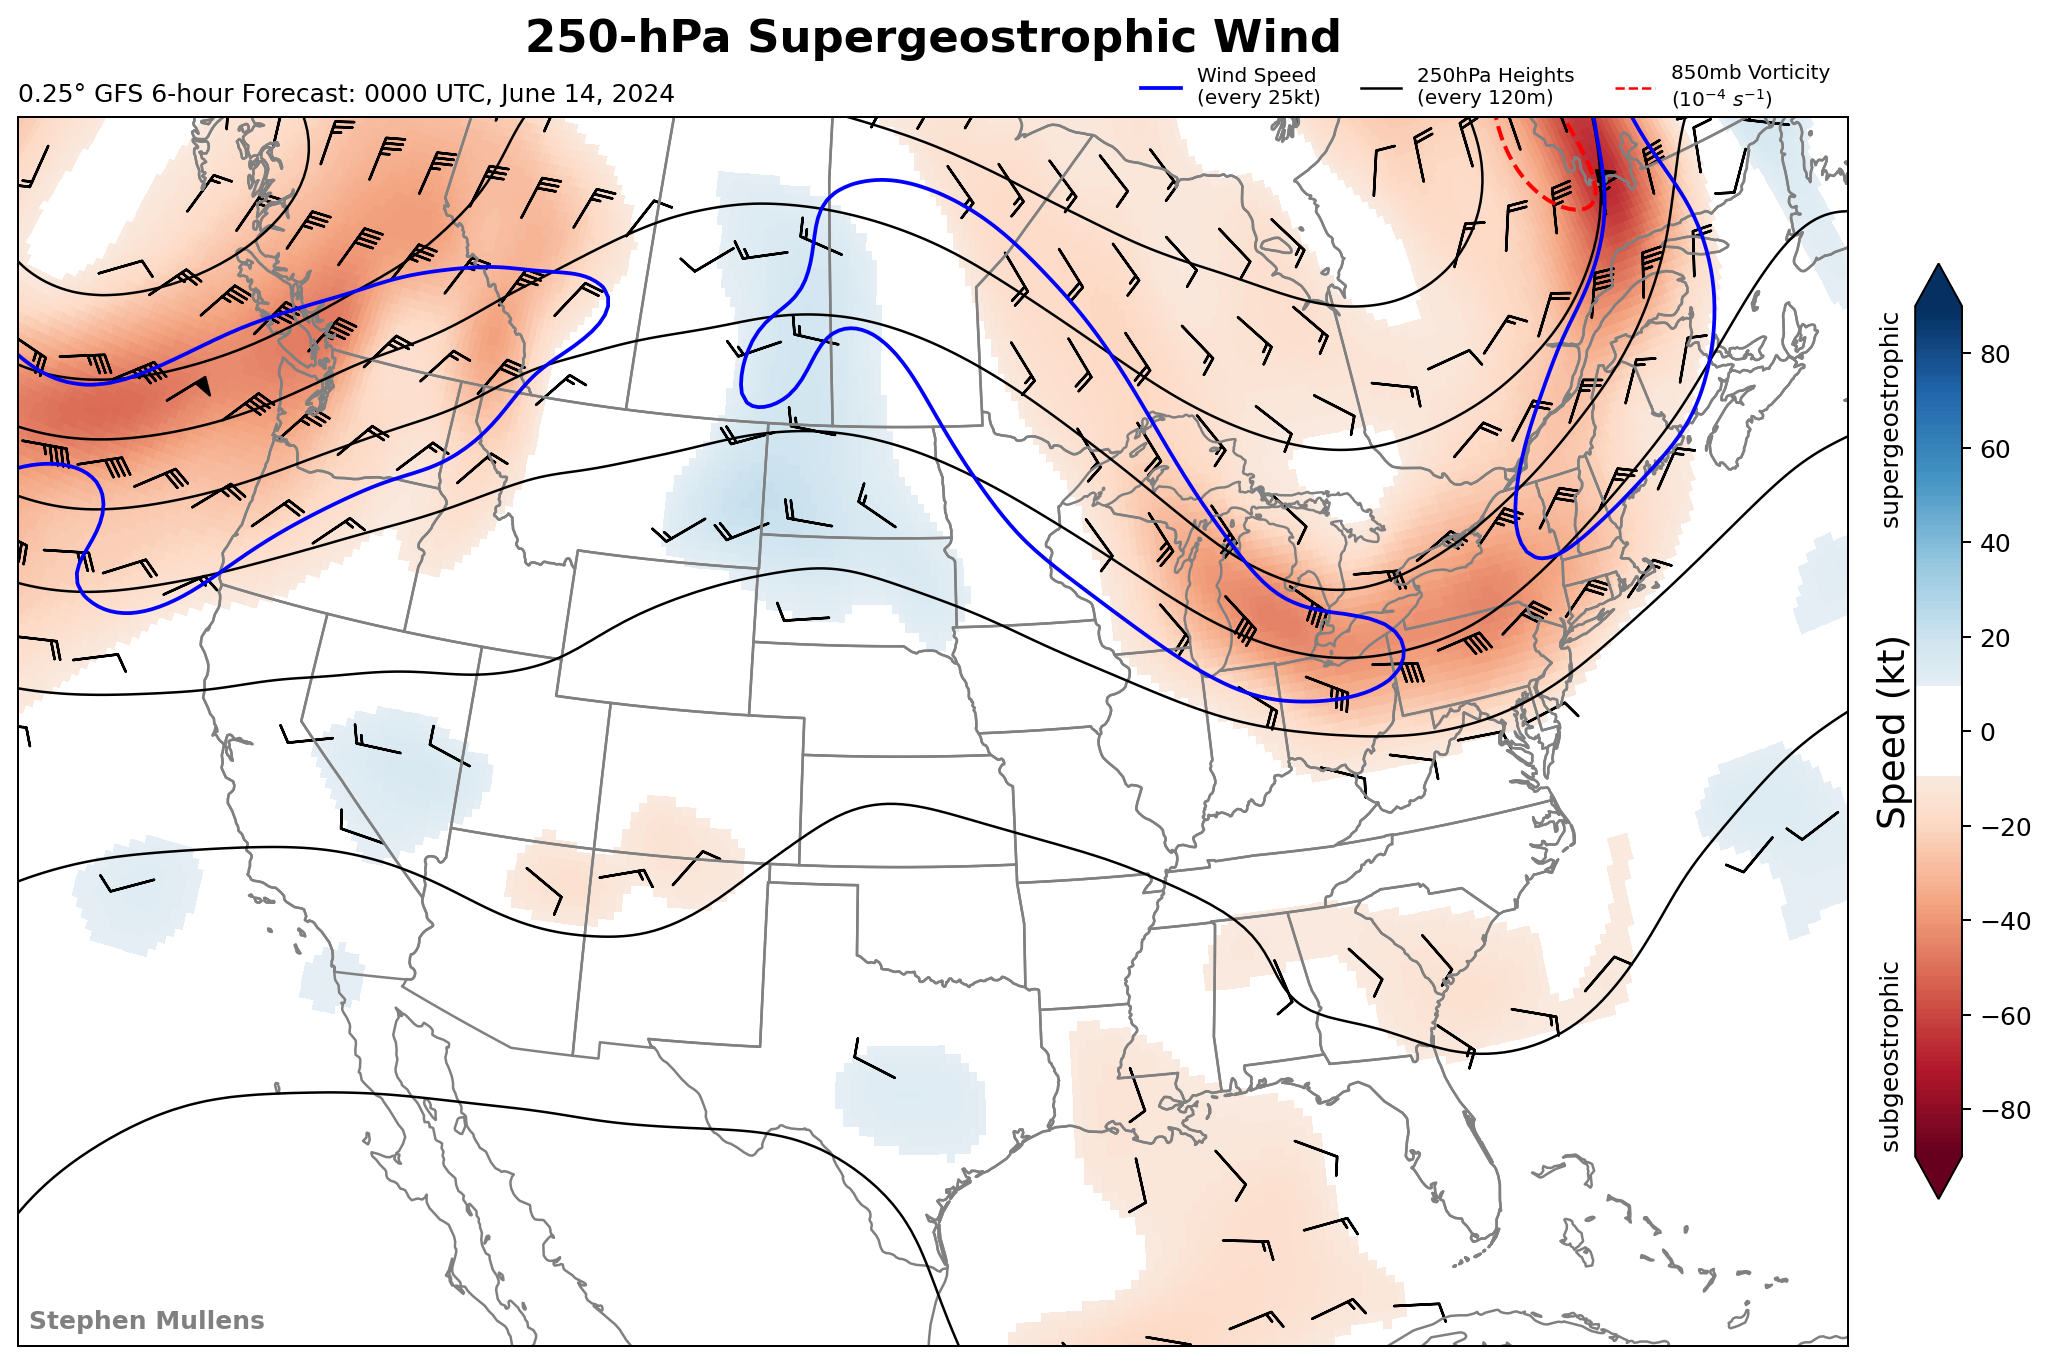 250-hPa Supergeostrophic Wind
0.25° GFS 6-hour Forecast: 0000 UTC, June 14, 2024
Wind Speed
(every 25kt)
250hPa Heights
(every 120m)
850mb Vorticity
(10⁻⁴ s⁻¹)
supergeostrophic
Speed (kt)
subgeostrophic
80
60
40
20
0
−20
−40
−60
−80
Stephen Mullens